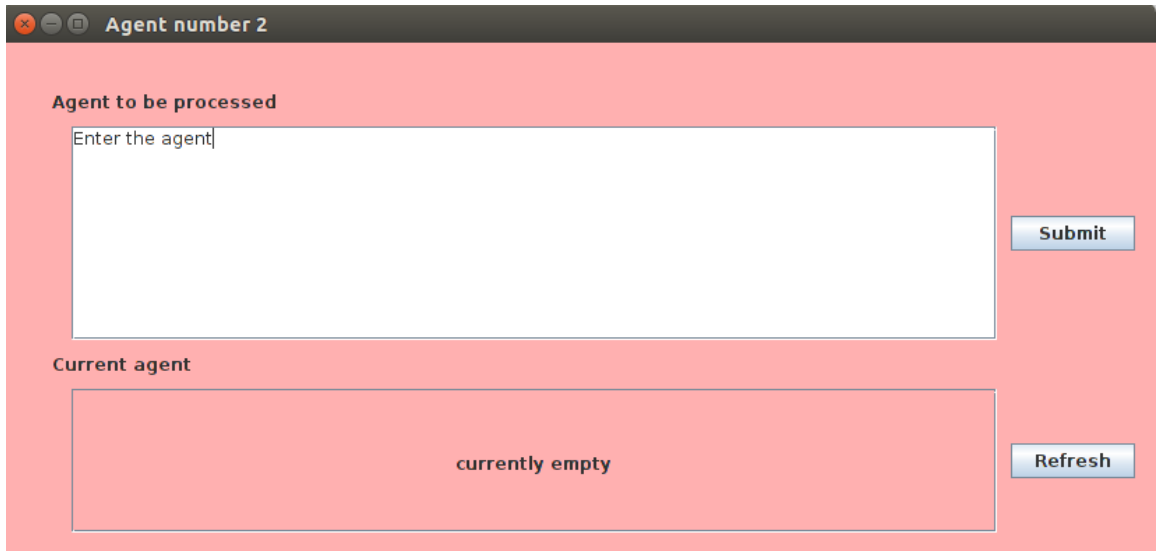 Agent number 2
Agent to be processed
Enter the agent
Submit
Current agent
currently empty
Refresh